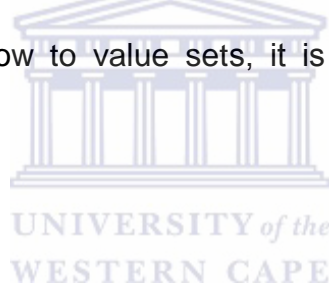 ow to value sets, it is
UNIVERSITY of the
WESTERN CAPE